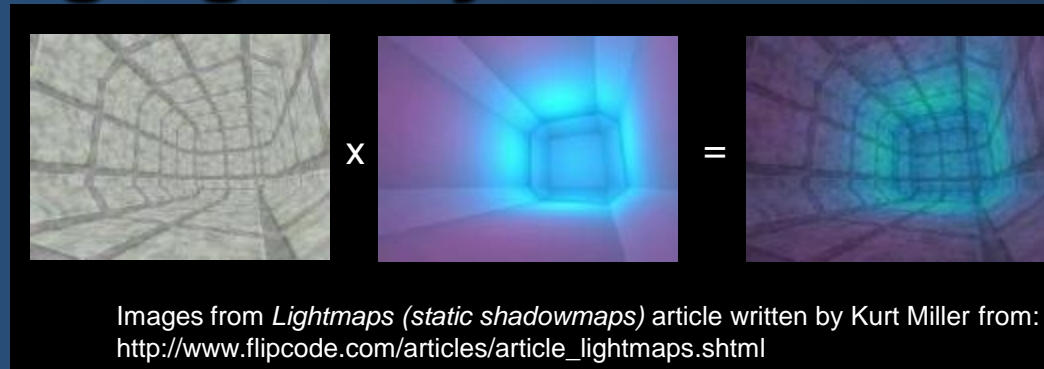 x
=
Images from Lightmaps (static shadowmaps) article written by Kurt Miller from:
http://www.flipcode.com/articles/article_lightmaps.shtml